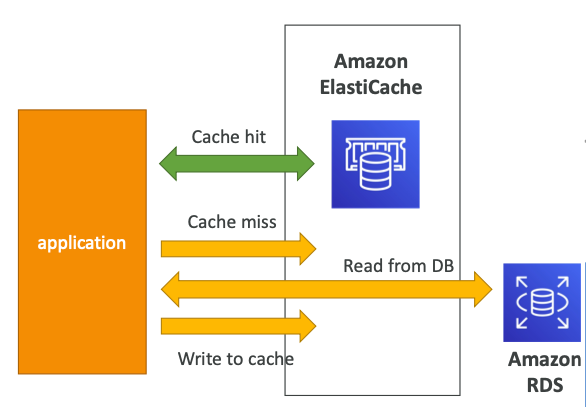 Amazon
ElastiCache
Cache hit
application
Cache miss
Read from DB
Write to cache
Amazon
RDS